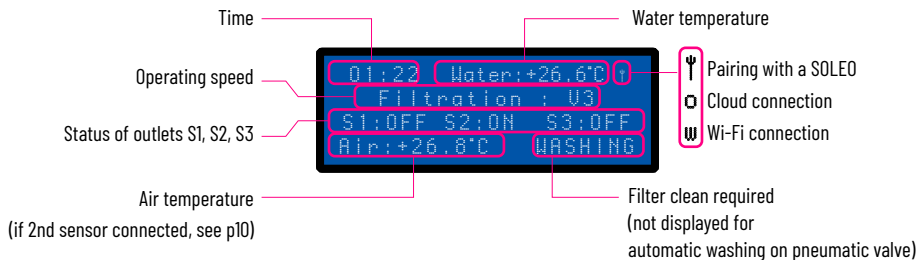 Time
Water temperature
01:22 Water:+26.6°C
Pairing with a SOLEO
Operating speed
Filtration : V3
Cloud connection
Status of outlets S1, S2, S3
S1:OFF S2:ON S3:OFF
Wi-Fi connection
Air:+26.8°C WASHING
Air temperature
(if 2nd sensor connected, see p10)
Filter clean required
(not displayed for
automatic washing on pneumatic valve)